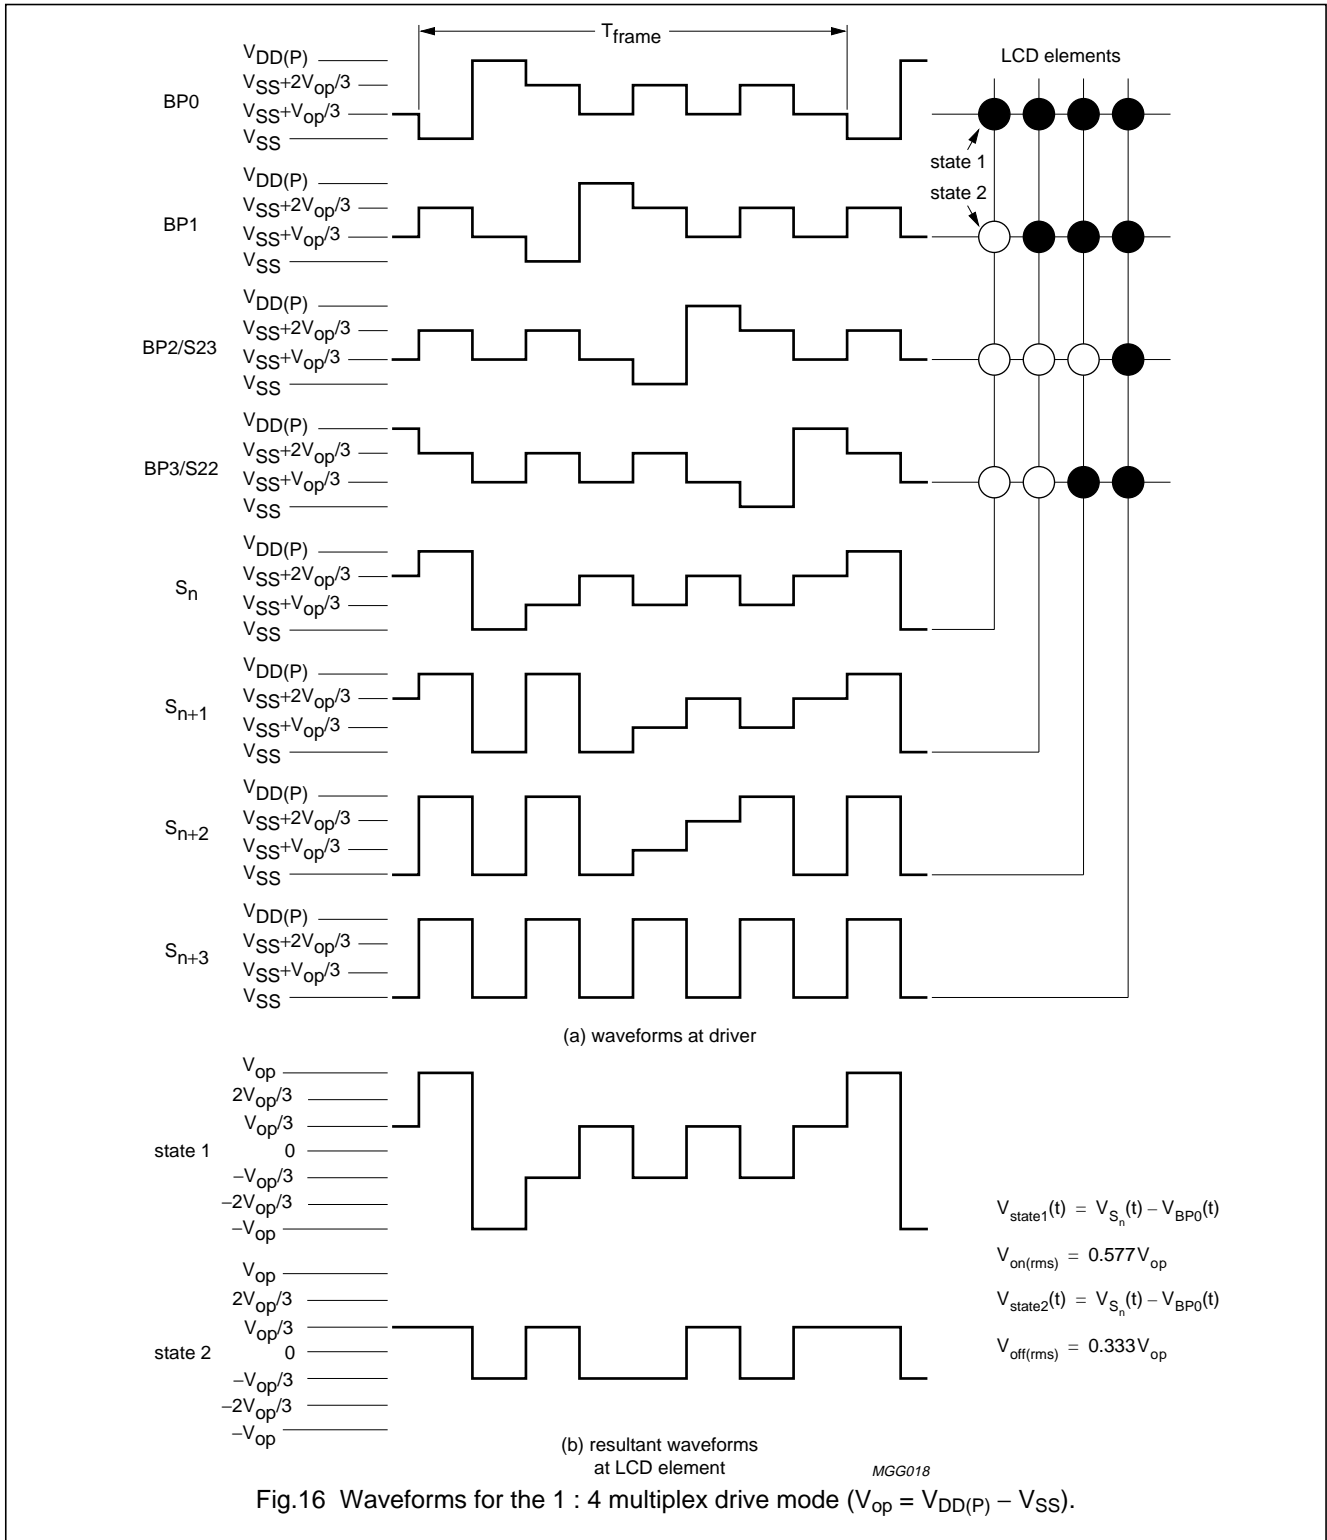 T_frame
LCD elements
BP0
V_DD(P)
V_SS+2V_op/3
V_SS+V_op/3
V_SS
state 1
state 2
BP1
V_DD(P)
V_SS+2V_op/3
V_SS+V_op/3
V_SS
BP2/S23
V_DD(P)
V_SS+2V_op/3
V_SS+V_op/3
V_SS
BP3/S22
V_DD(P)
V_SS+2V_op/3
V_SS+V_op/3
V_SS
S_n
V_DD(P)
V_SS+2V_op/3
V_SS+V_op/3
V_SS
S_n+1
V_DD(P)
V_SS+2V_op/3
V_SS+V_op/3
V_SS
S_n+2
V_DD(P)
V_SS+2V_op/3
V_SS+V_op/3
V_SS
S_n+3
V_DD(P)
V_SS+2V_op/3
V_SS+V_op/3
V_SS
(a) waveforms at driver
state 1
V_op
2V_op/3
V_op/3
0
−V_op/3
−2V_op/3
−V_op
state 2
V_op
2V_op/3
V_op/3
0
−V_op/3
−2V_op/3
−V_op
V_state1(t) = V_S_n(t) − V_BP0(t)
V_on(rms) = 0.577V_op
V_state2(t) = V_S_n(t) − V_BP0(t)
V_off(rms) = 0.333V_op
(b) resultant waveforms
at LCD element
MGG018
Fig.16 Waveforms for the 1 : 4 multiplex drive mode (V_op = V_DD(P) − V_SS).